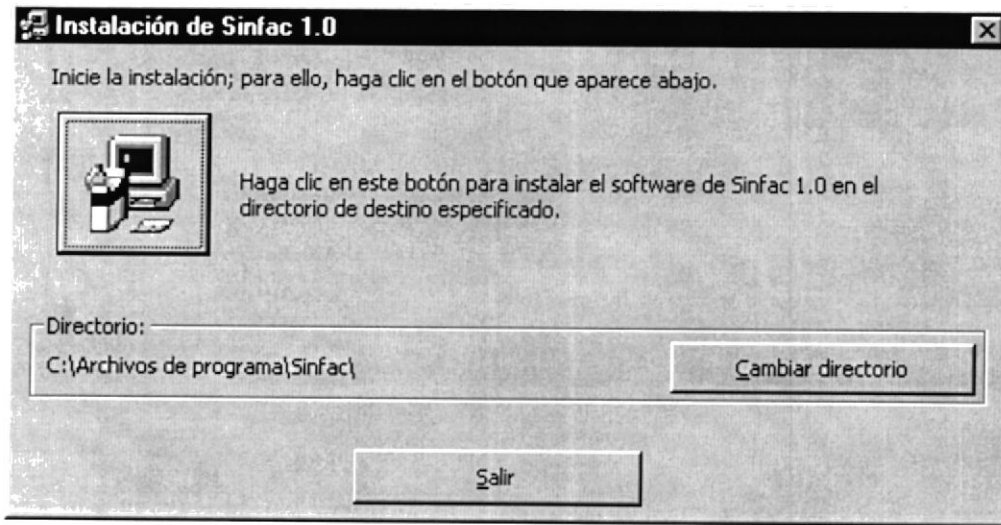 Instalación de Sinfac 1.0
Inicie la instalación; para ello, haga clic en el botón que aparece abajo.
Haga clic en este botón para instalar el software de Sinfac 1.0 en el
directorio de destino especificado.
Directorio:
C:\Archivos de programa\Sinfac\
Cambiar directorio
Salir